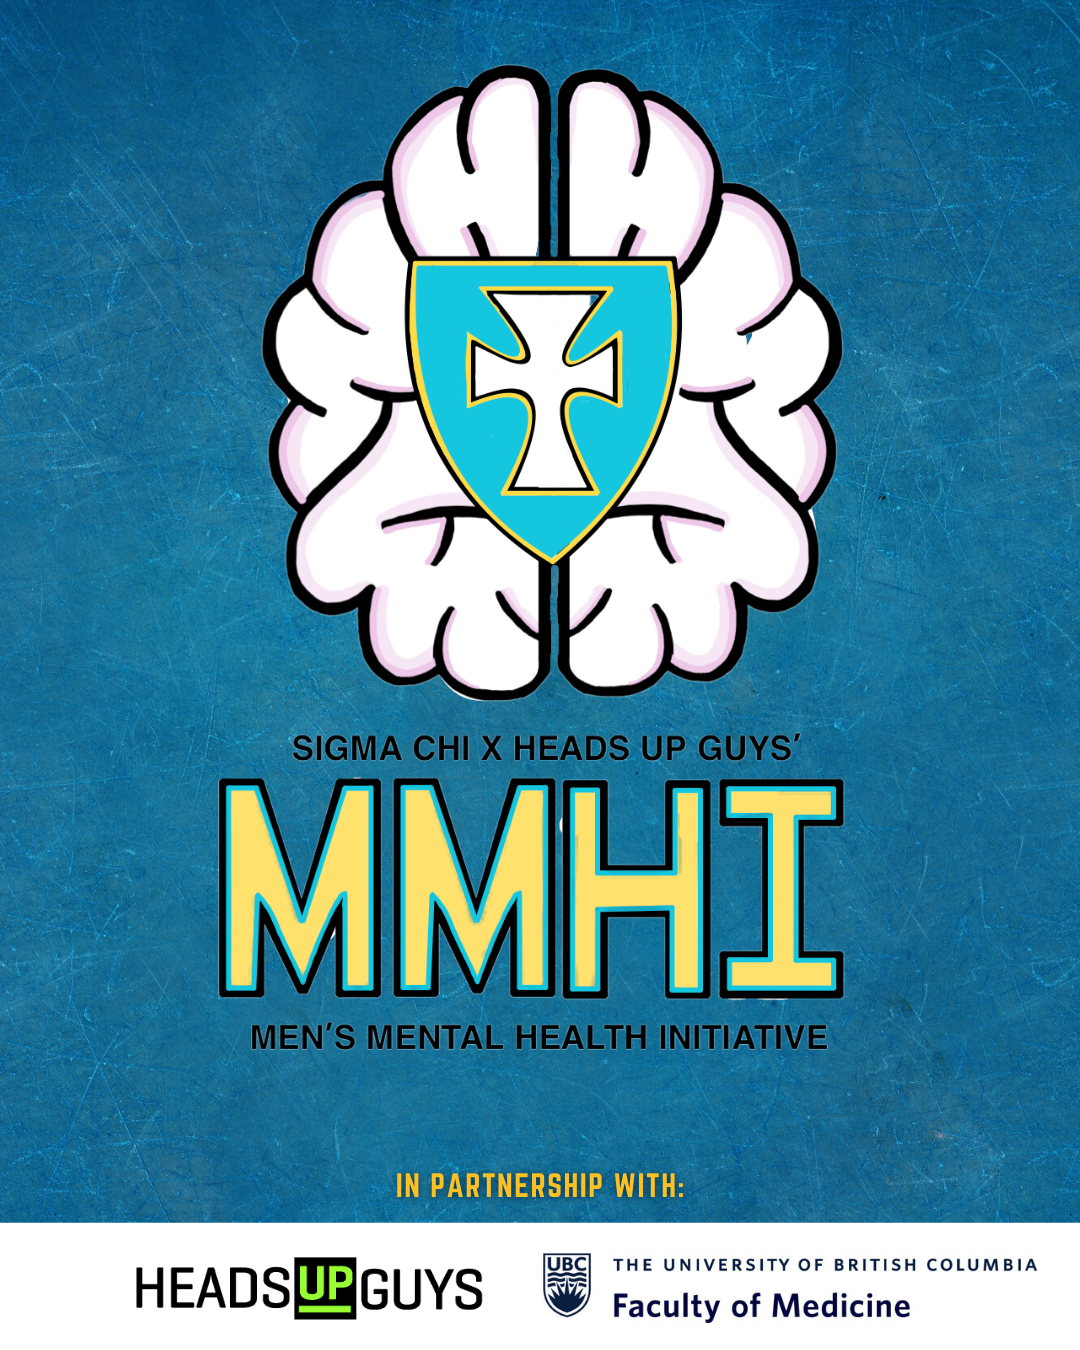 SIGMA CHI X HEADS UP GUYS'
MMHI
MEN'S MENTAL HEALTH INITIATIVE
IN PARTNERSHIP WITH:
HEADSUPGUYS
UBC
THE UNIVERSITY OF BRITISH COLUMBIA
Faculty of Medicine